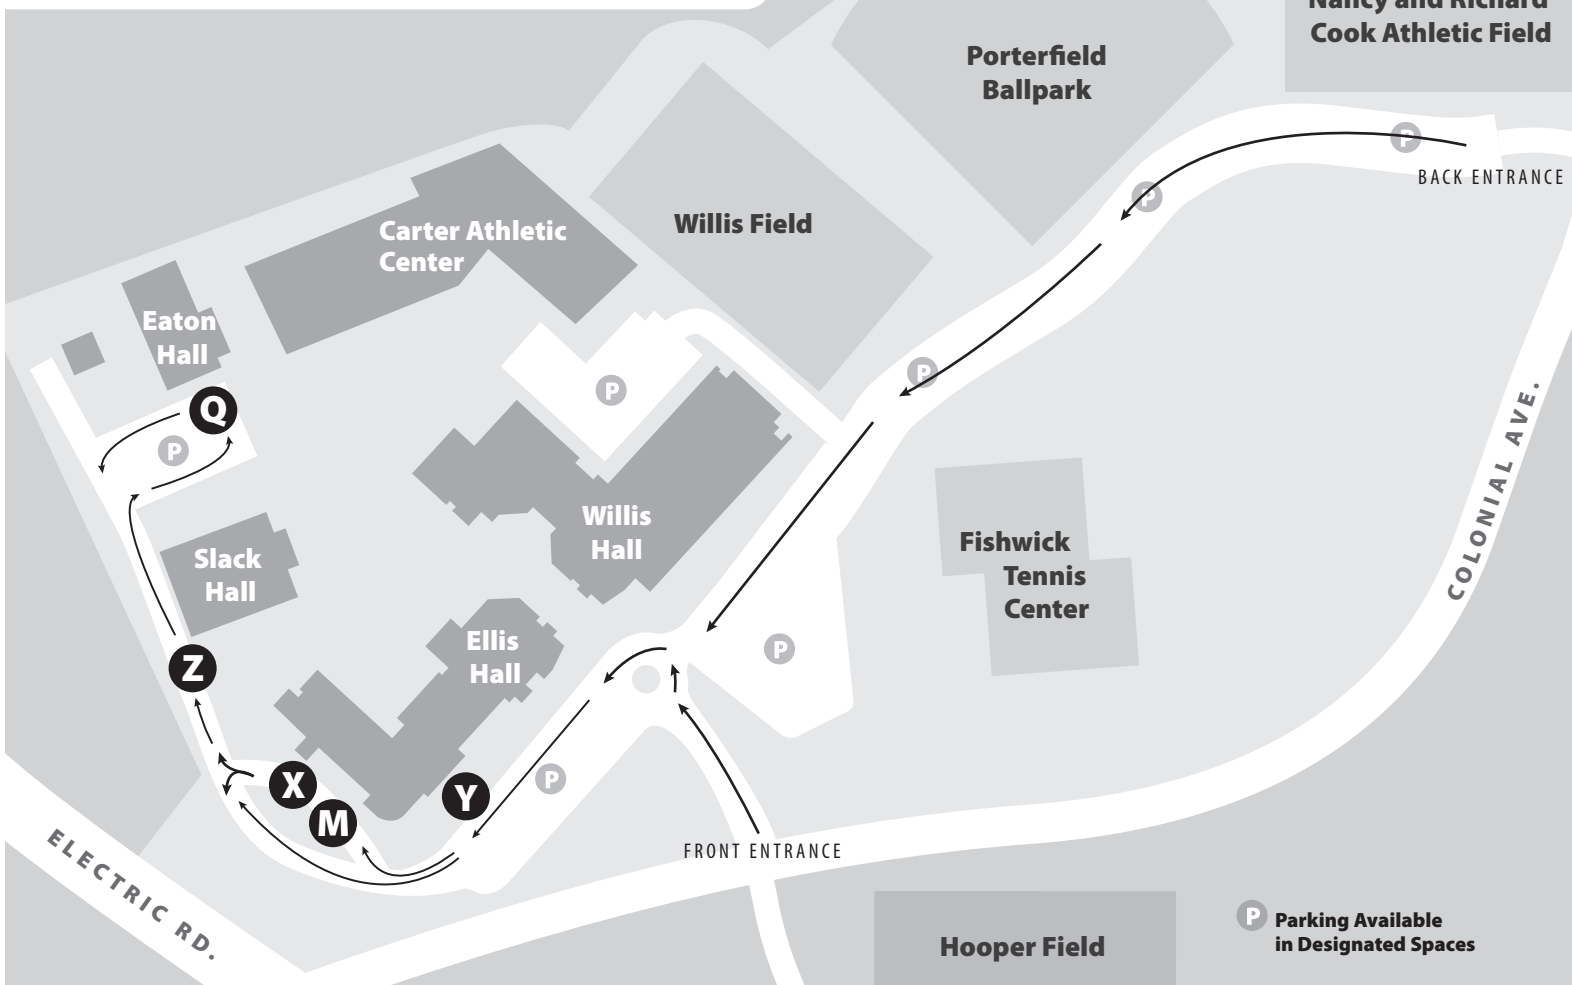 Nancy and Richard
Cook Athletic Field
Porterfield
Ballpark
P
P
BACK ENTRANCE
Willis Field
Carter Athletic
Center
Eaton
Hall
P
P
Q
P
COLONIAL AVE.
Willis
Hall
Fishwick
Tennis
Center
Slack
Hall
Ellis
Hall
P
Z
P
X
Y
M
FRONT ENTRANCE
ELECTRIC RD.
Hooper Field
P Parking Available
in Designated Spaces